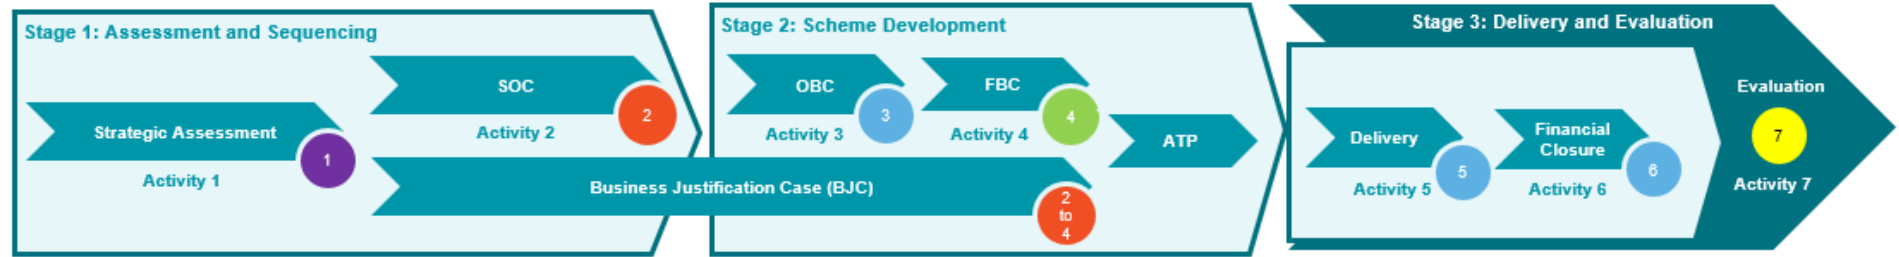 Stage 1: Assessment and Sequencing
Strategic Assessment
1
Activity 1
SOC
2
Activity 2
Business Justification Case (BJC)
2
to
4
Stage 2: Scheme Development
OBC
3
Activity 3
FBC
4
Activity 4
ATP
Stage 3: Delivery and Evaluation
Delivery
5
Activity 5
Financial
Closure
6
Activity 6
Evaluation
7
Activity 7